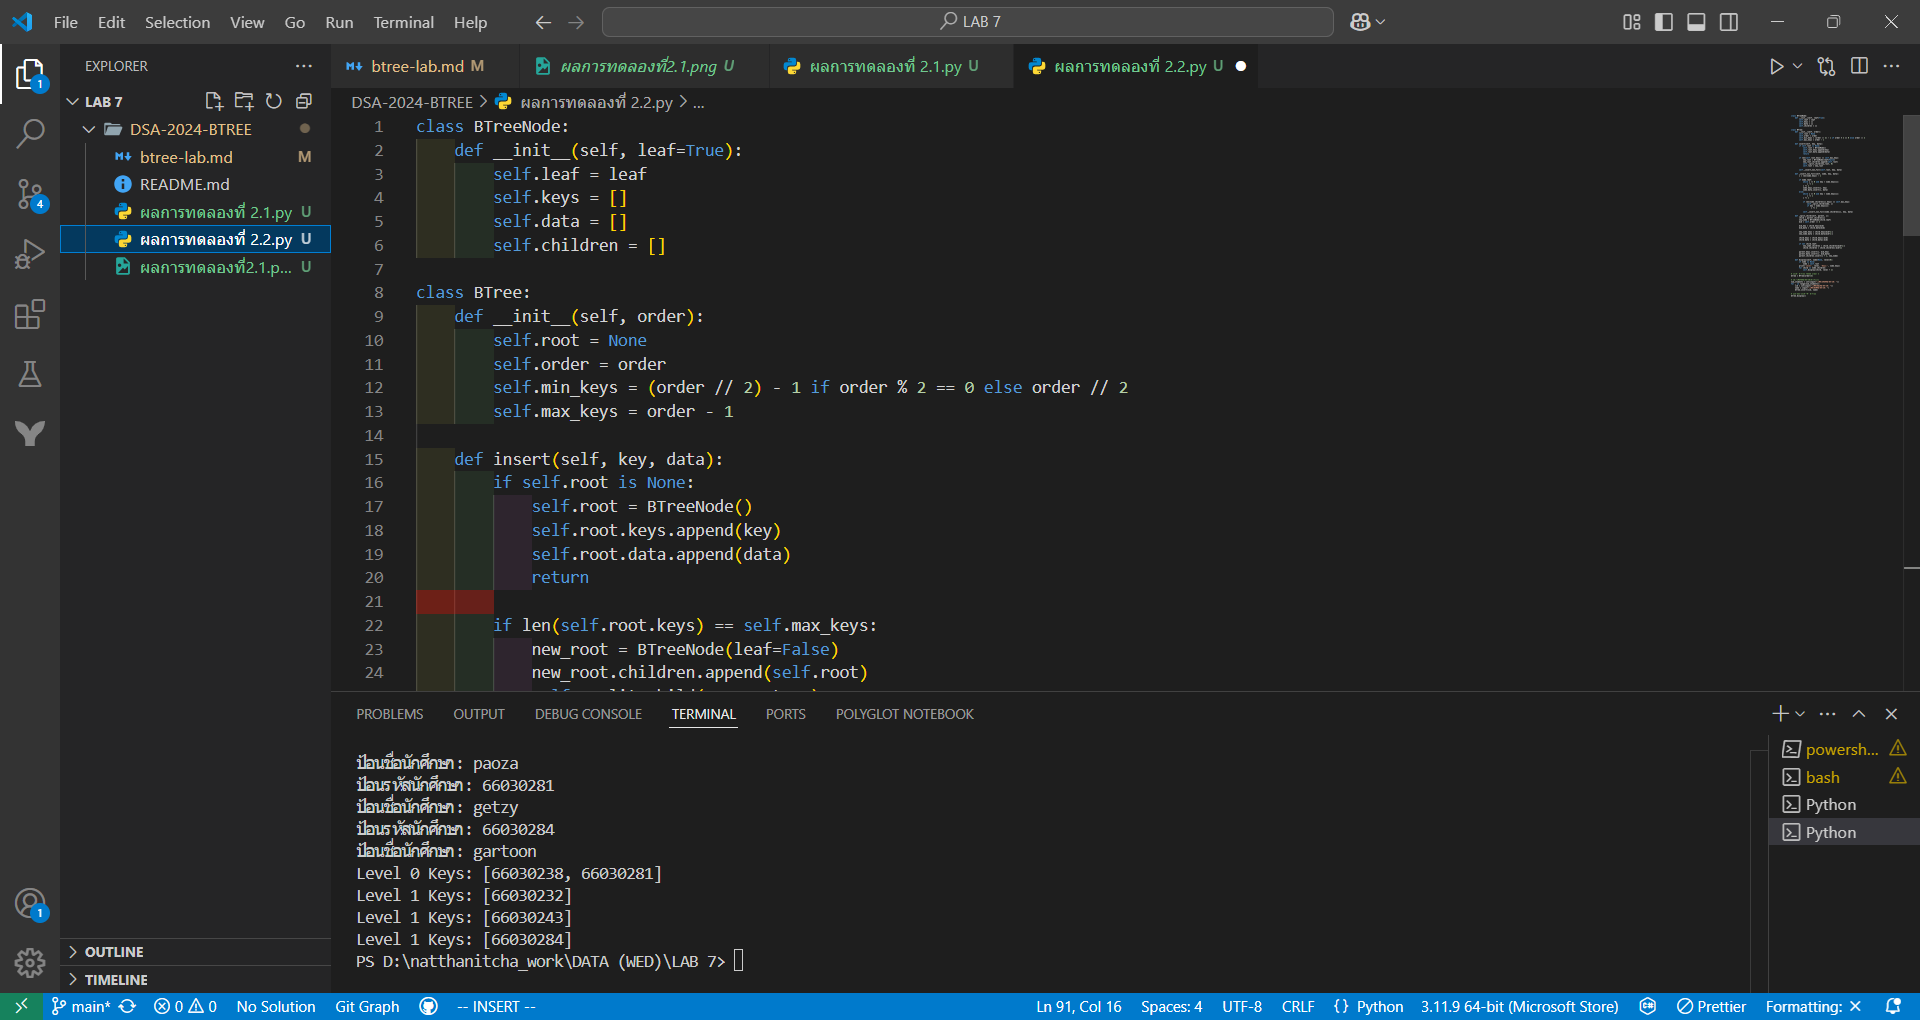 File Edit Selection View Go Run Terminal Help
LAB 7
EXPLORER
LAB 7
DSA-2024-BTREE
btree-lab.md M
README.md
ผลการทดลองที่ 2.1.py U
ผลการทดลองที่ 2.2.py U
ผลการทดลองที่2.1.p... U
OUTLINE
TIMELINE
1
4
1
btree-lab.md M
ผลการทดลองที่2.1.png U
ผลการทดลองที่ 2.1.py U
ผลการทดลองที่ 2.2.py U
DSA-2024-BTREE > ผลการทดลองที่ 2.2.py > ...
1 class BTreeNode:
2 def __init__(self, leaf=True):
3 self.leaf = leaf
4 self.keys = []
5 self.data = []
6 self.children = []
7
8 class BTree:
9 def __init__(self, order):
10 self.root = None
11 self.order = order
12 self.min_keys = (order // 2) - 1 if order % 2 == 0 else order // 2
13 self.max_keys = order - 1
14
15 def insert(self, key, data):
16 if self.root is None:
17 self.root = BTreeNode()
18 self.root.keys.append(key)
19 self.root.data.append(data)
20 return
21
22 if len(self.root.keys) == self.max_keys:
23 new_root = BTreeNode(leaf=False)
24 new_root.children.append(self.root)
PROBLEMS OUTPUT DEBUG CONSOLE TERMINAL PORTS POLYGLOT NOTEBOOK
ป้อนชื่อนักศึกษา: paoza
ป้อนรหัสนักศึกษา: 66030281
ป้อนชื่อนักศึกษา: getzy
ป้อนรหัสนักศึกษา: 66030284
ป้อนชื่อนักศึกษา: gartoon
Level 0 Keys: [66030238, 66030281]
Level 1 Keys: [66030232]
Level 1 Keys: [66030243]
Level 1 Keys: [66030284]
PS D:\natthanitcha_work\DATA (WED)\LAB 7>
powersh...
bash
Python
Python
main* 0 0 No Solution Git Graph -- INSERT -- Ln 91, Col 16 Spaces: 4 UTF-8 CRLF {} Python 3.11.9 64-bit (Microsoft Store) Prettier Formatting: ✕